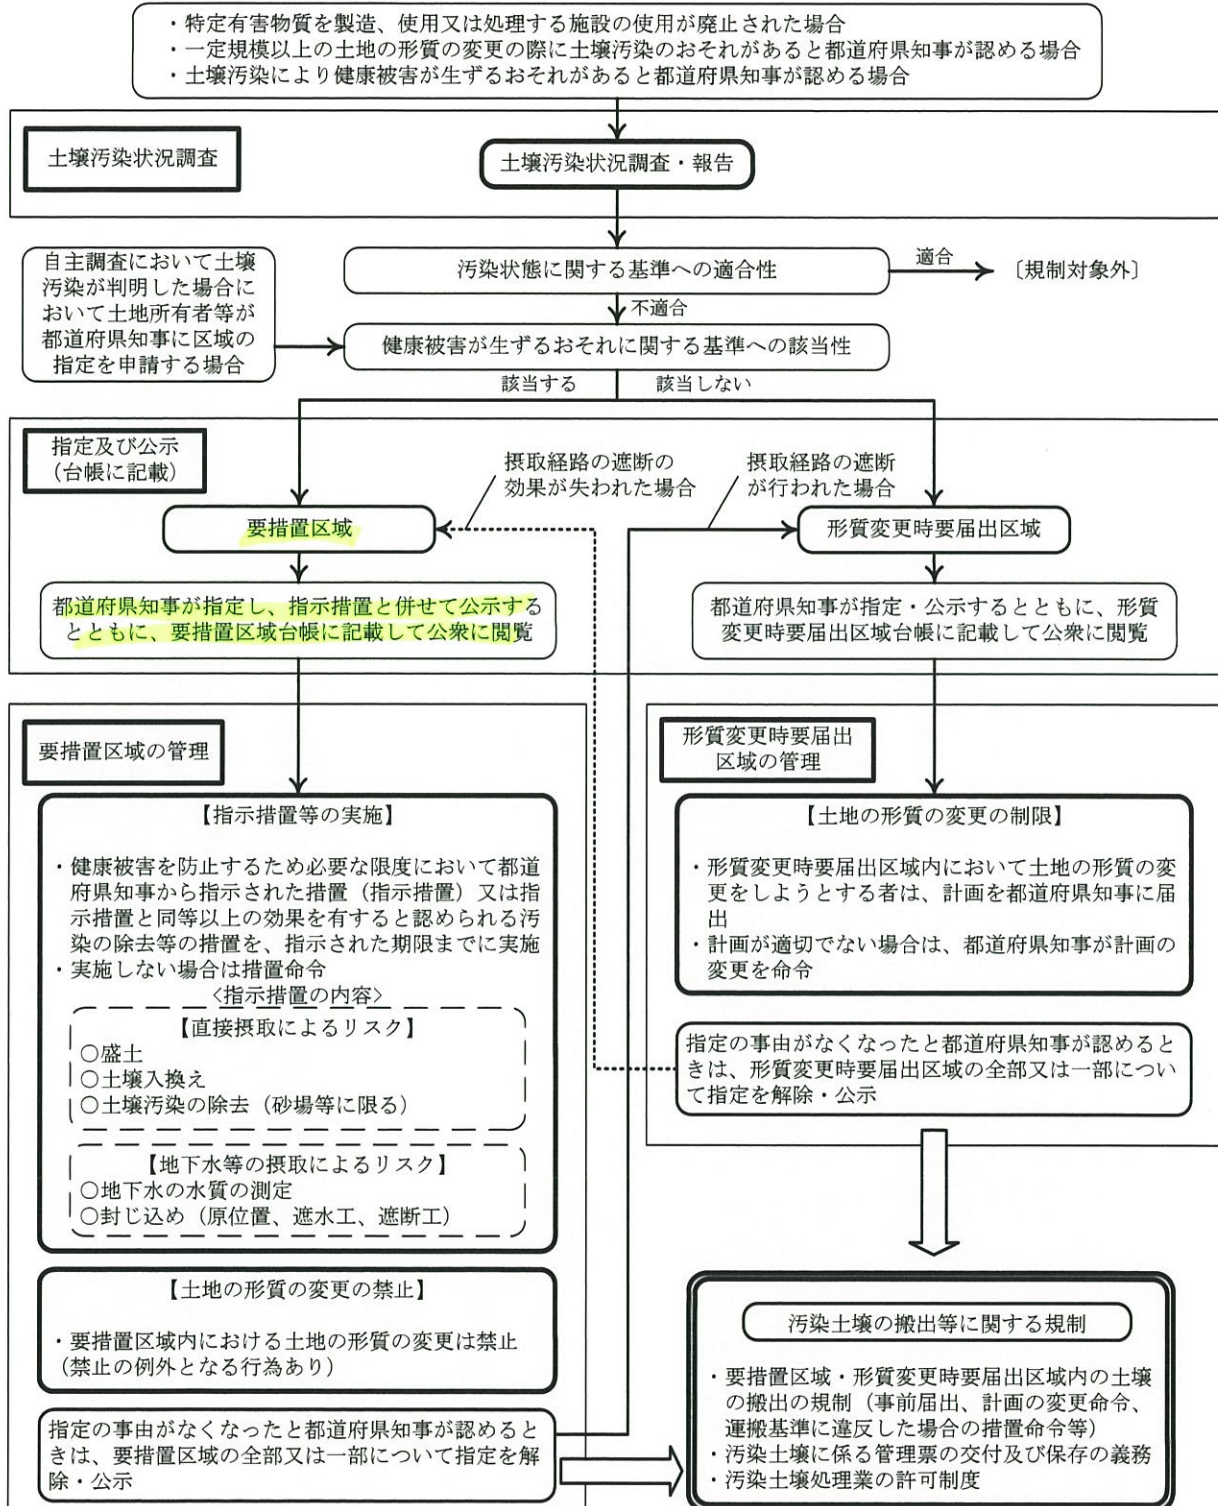 ・特定有害物質を製造、使用又は処理する施設の使用が廃止された場合
・一定規模以上の土地の形質の変更の際に土壌汚染のおそれがあると都道府県知事が認める場合
・土壌汚染により健康被害が生ずるおそれがあると都道府県知事が認める場合
土壌汚染状況調査
土壌汚染状況調査・報告
自主調査において土壌
汚染が判明した場合に
おいて土地所有者等が
都道府県知事に区域の
指定を申請する場合
汚染状態に関する基準への適合性
適合
〔規制対象外〕
不適合
健康被害が生ずるおそれに関する基準への該当性
該当する
該当しない
指定及び公示
(台帳に記載)
摂取経路の遮断の
効果が失われた場合
摂取経路の遮断
が行われた場合
要措置区域
形質変更時要届出区域
都道府県知事が指定し、指示措置と併せて公示する
とともに、要措置区域台帳に記載して公衆に閲覧
都道府県知事が指定・公示するとともに、形質
変更時要届出区域台帳に記載して公衆に閲覧
要措置区域の管理
形質変更時要届出
区域の管理
【指示措置等の実施】
・健康被害を防止するため必要な限度において都道
府県知事から指示された措置（指示措置）又は指
示措置と同等以上の効果を有すると認められる汚
染の除去等の措置を、指示された期限までに実施
・実施しない場合は措置命令
〈指示措置の内容〉
【直接摂取によるリスク】
○盛土
○土壌入換え
○土壌汚染の除去（砂場等に限る）
【地下水等の摂取によるリスク】
○地下水の水質の測定
○封じ込め（原位置、遮水工、遮断工）
【土地の形質の変更の制限】
・形質変更時要届出区域内において土地の形質の変
更をしようとする者は、計画を都道府県知事に届
出
・計画が適切でない場合は、都道府県知事が計画の
変更を命令
指定の事由がなくなったと都道府県知事が認めると
きは、形質変更時要届出区域の全部又は一部につい
て指定を解除・公示
【土地の形質の変更の禁止】
・要措置区域内における土地の形質の変更は禁止
（禁止の例外となる行為あり）
指定の事由がなくなったと都道府県知事が認めると
きは、要措置区域の全部又は一部について指定を解
除・公示
汚染土壌の搬出等に関する規制
・要措置区域・形質変更時要届出区域内の土壌
の搬出の規制（事前届出、計画の変更命令、
運搬基準に違反した場合の措置命令等）
・汚染土壌に係る管理票の交付及び保存の義務
・汚染土壌処理業の許可制度